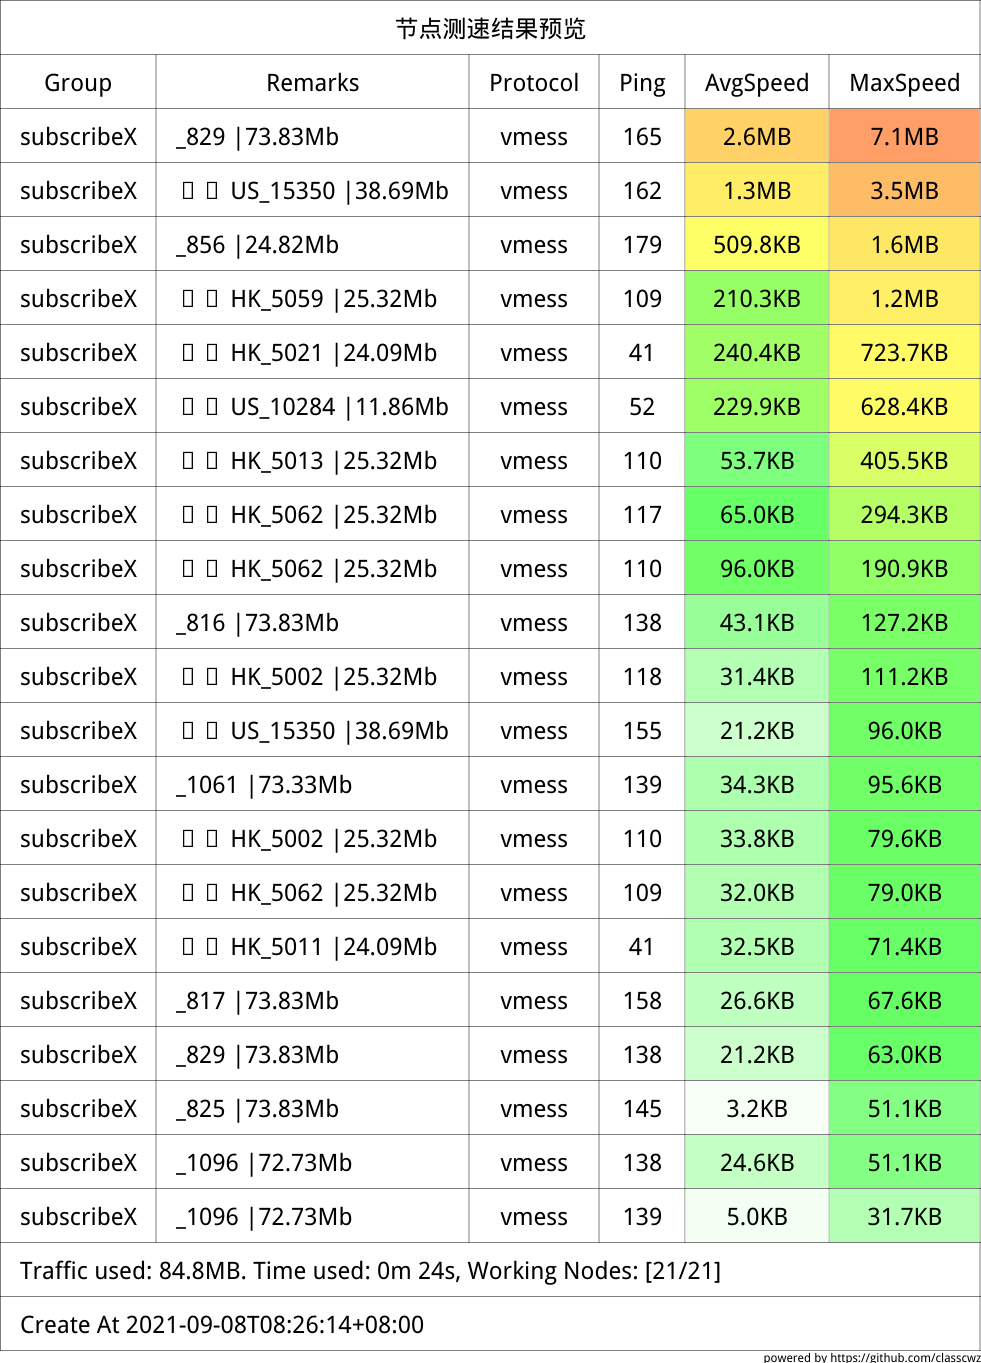 节点测速结果预览
Group Remarks Protocol Ping AvgSpeed MaxSpeed
subscribeX _829 |73.83Mb vmess 165 2.6MB 7.1MB
subscribeX US_15350 |38.69Mb vmess 162 1.3MB 3.5MB
subscribeX _856 |24.82Mb vmess 179 509.8KB 1.6MB
subscribeX HK_5059 |25.32Mb vmess 109 210.3KB 1.2MB
subscribeX HK_5021 |24.09Mb vmess 41 240.4KB 723.7KB
subscribeX US_10284 |11.86Mb vmess 52 229.9KB 628.4KB
subscribeX HK_5013 |25.32Mb vmess 110 53.7KB 405.5KB
subscribeX HK_5062 |25.32Mb vmess 117 65.0KB 294.3KB
subscribeX HK_5062 |25.32Mb vmess 110 96.0KB 190.9KB
subscribeX _816 |73.83Mb vmess 138 43.1KB 127.2KB
subscribeX HK_5002 |25.32Mb vmess 118 31.4KB 111.2KB
subscribeX US_15350 |38.69Mb vmess 155 21.2KB 96.0KB
subscribeX _1061 |73.33Mb vmess 139 34.3KB 95.6KB
subscribeX HK_5002 |25.32Mb vmess 110 33.8KB 79.6KB
subscribeX HK_5062 |25.32Mb vmess 109 32.0KB 79.0KB
subscribeX HK_5011 |24.09Mb vmess 41 32.5KB 71.4KB
subscribeX _817 |73.83Mb vmess 158 26.6KB 67.6KB
subscribeX _829 |73.83Mb vmess 138 21.2KB 63.0KB
subscribeX _825 |73.83Mb vmess 145 3.2KB 51.1KB
subscribeX _1096 |72.73Mb vmess 138 24.6KB 51.1KB
subscribeX _1096 |72.73Mb vmess 139 5.0KB 31.7KB
Traffic used: 84.8MB. Time used: 0m 24s, Working Nodes: [21/21]
Create At 2021-09-08T08:26:14+08:00
powered by https://github.com/classcwz